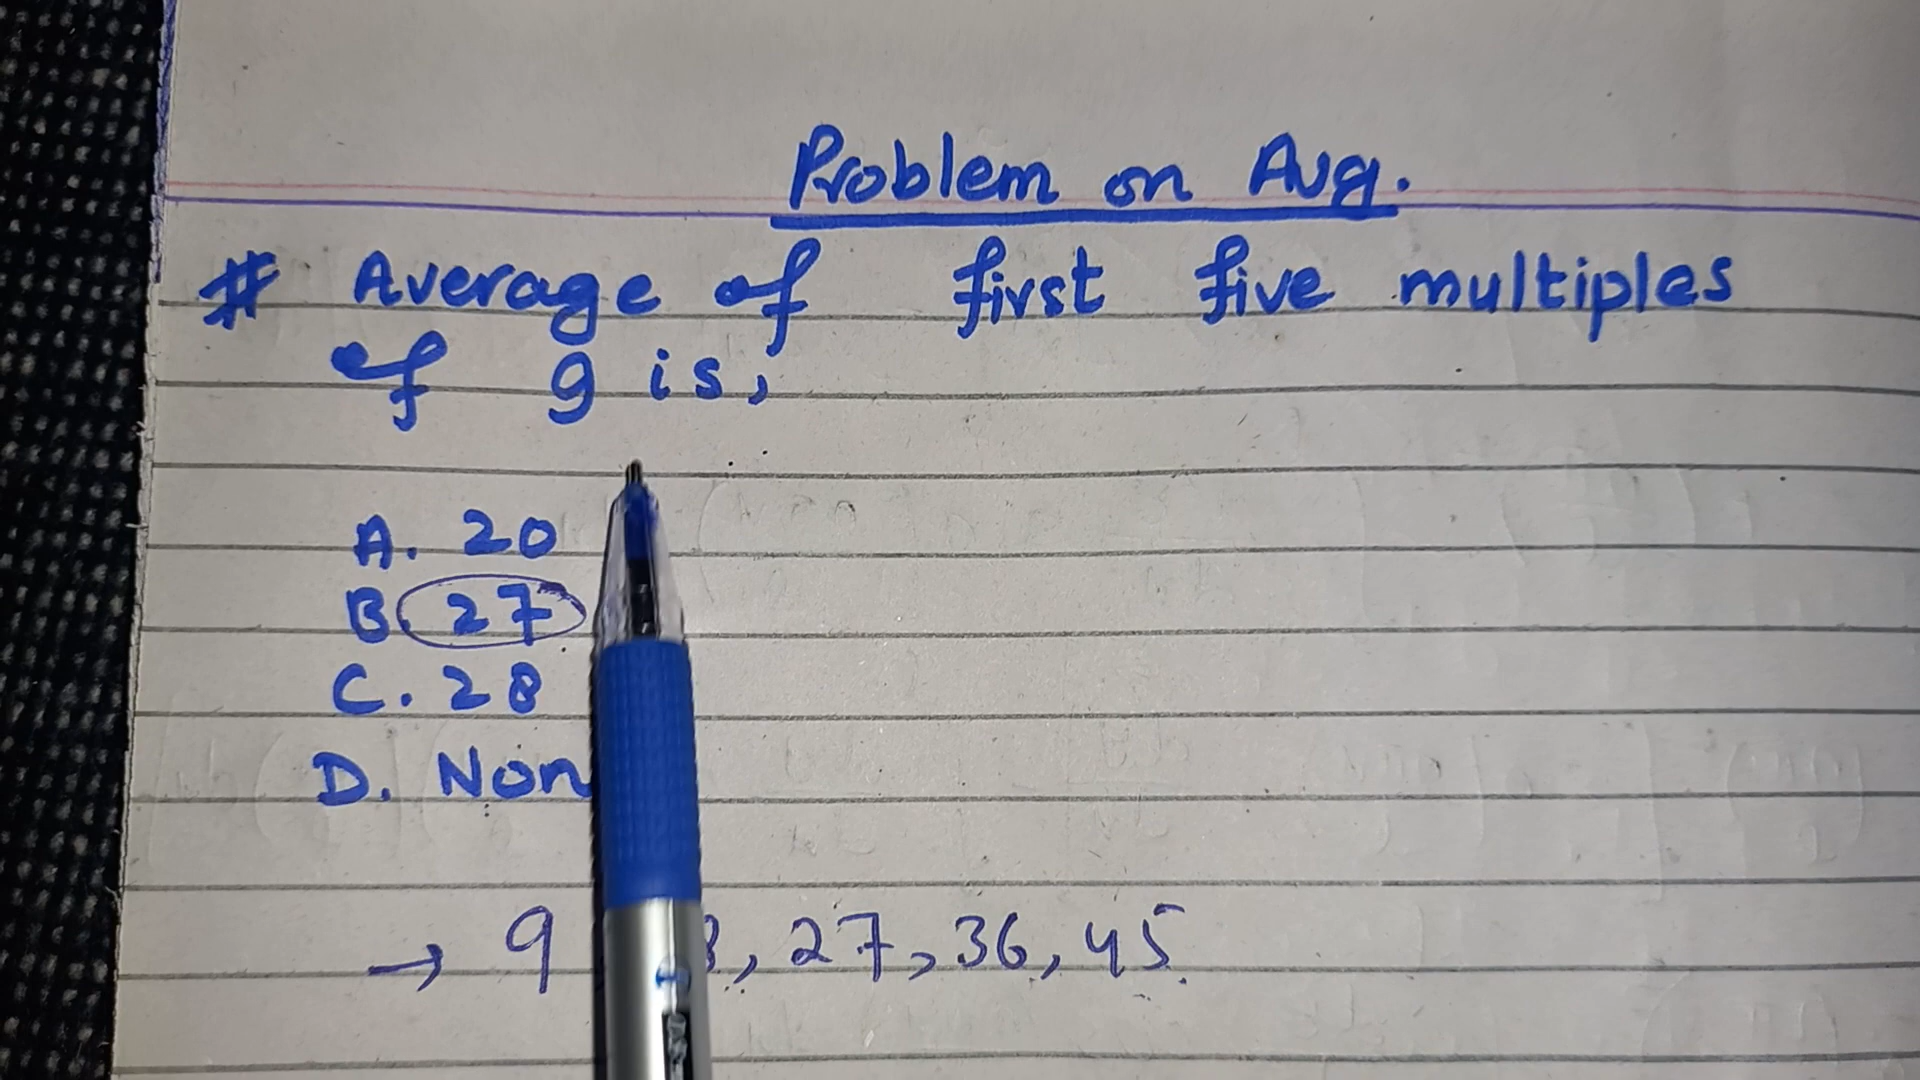 Problem on Avg.
# Average of first five multiples
of 9 is,
A. 20
B. 27
C. 28
D. Non
→ 9 8, 27, 36, 45